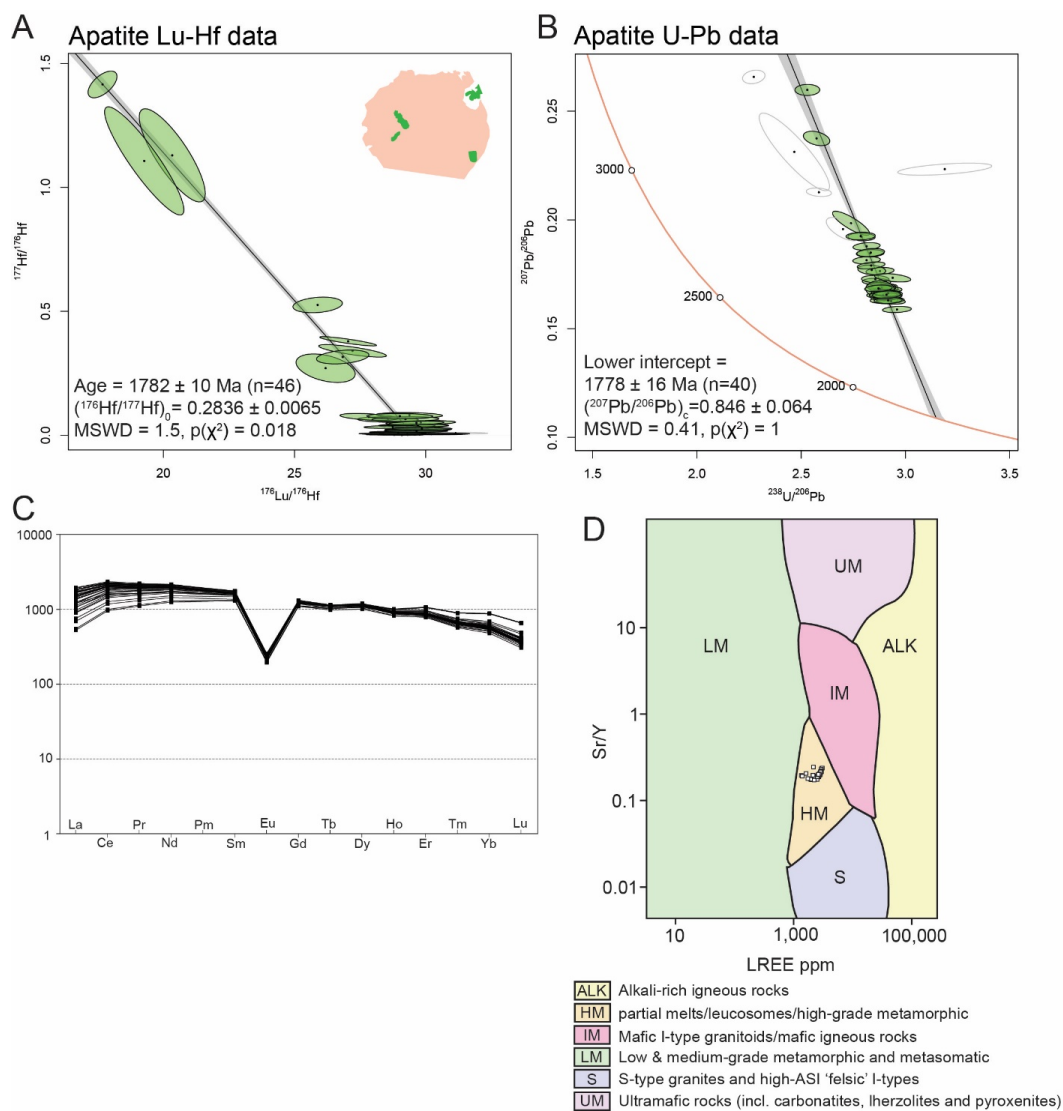 A
Apatite Lu-Hf data
1.5
1.0
0.5
0.0
¹⁷⁷Hf/¹⁷⁶Hf
Age = 1782 ± 10 Ma (n=46)
(¹⁷⁶Hf/¹⁷⁷Hf)₀= 0.2836 ± 0.0065
MSWD = 1.5, p(χ²) = 0.018
20
25
30
¹⁷⁶Lu/¹⁷⁶Hf
B
Apatite U-Pb data
0.25
0.20
0.15
0.10
²⁰⁷Pb/²⁰⁶Pb
3000
2500
2000
Lower intercept =
1778 ± 16 Ma (n=40)
(²⁰⁷Pb/²⁰⁶Pb)c=0.846 ± 0.064
MSWD = 0.41, p(χ²) = 1
1.5
2.0
2.5
3.0
3.5
²³⁸U/²⁰⁶Pb
C
10000
1000
100
10
1
La
Ce
Pr
Nd
Pm
Sm
Eu
Gd
Tb
Dy
Ho
Er
Tm
Yb
Lu
D
UM
LM
ALK
IM
HM
S
10
1
0.1
0.01
Sr/Y
10
1,000
100,000
LREE ppm
ALK Alkali-rich igneous rocks
HM partial melts/leucosomes/high-grade metamorphic
IM Mafic I-type granitoids/mafic igneous rocks
LM Low & medium-grade metamorphic and metasomatic
S S-type granites and high-ASI ‘felsic’ I-types
UM Ultramafic rocks (incl. carbonatites, lherzolites and pyroxenites)